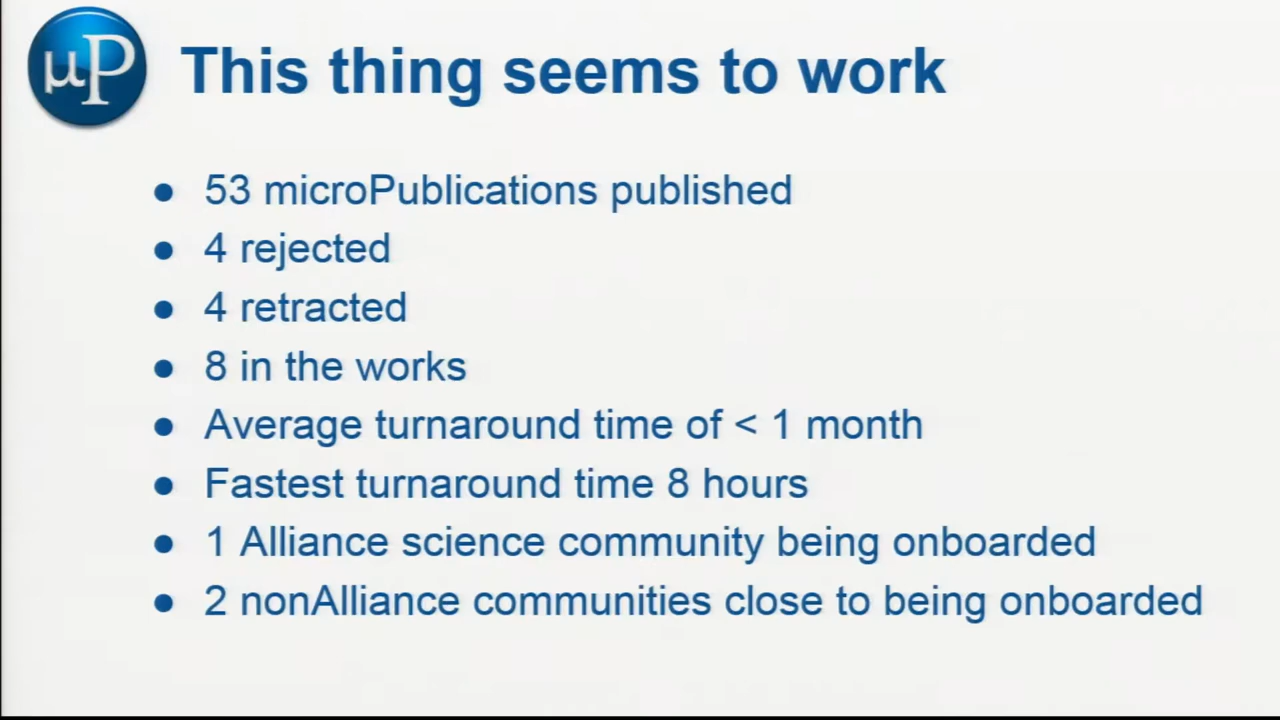 µP
This thing seems to work
● 53 microPublications published
● 4 rejected
● 4 retracted
● 8 in the works
● Average turnaround time of < 1 month
● Fastest turnaround time 8 hours
● 1 Alliance science community being onboarded
● 2 nonAlliance communities close to being onboarded